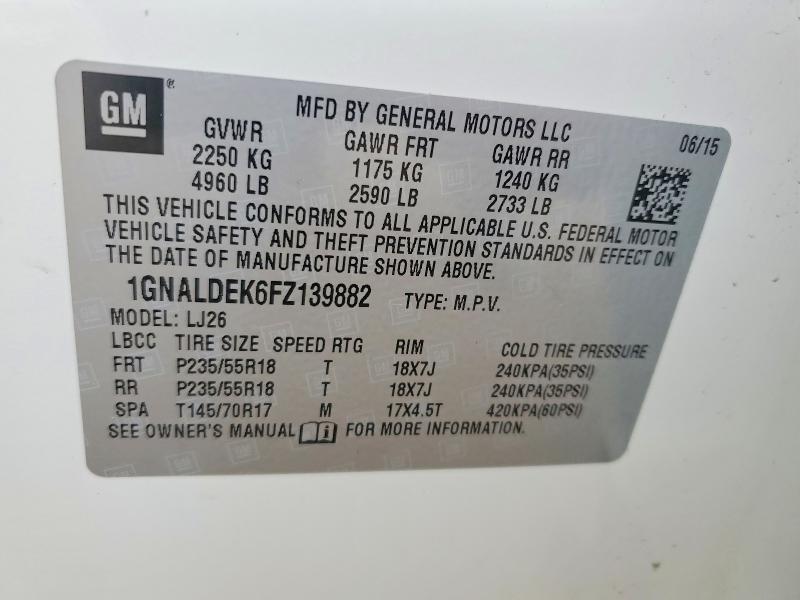 GM®
MFD BY GENERAL MOTORS LLC
06/15
GVWR GAWR FRT GAWR RR
2250 KG 1175 KG 1240 KG
4960 LB 2590 LB 2733 LB
THIS VEHICLE CONFORMS TO ALL APPLICABLE U.S. FEDERAL MOTOR
VEHICLE SAFETY AND THEFT PREVENTION STANDARDS IN EFFECT ON
THE DATE OF MANUFACTURE SHOWN ABOVE.
1GNALDEK6FZ139882 TYPE: M.P.V.
MODEL: LJ26
LBCC TIRE SIZE SPEED RTG RIM COLD TIRE PRESSURE
FRT P235/55R18 T 18X7J 240KPA(35PSI)
RR P235/55R18 T 18X7J 240KPA(35PSI)
SPA T145/70R17 M 17X4.5T 420KPA(60PSI)
SEE OWNER'S MANUAL FOR MORE INFORMATION.